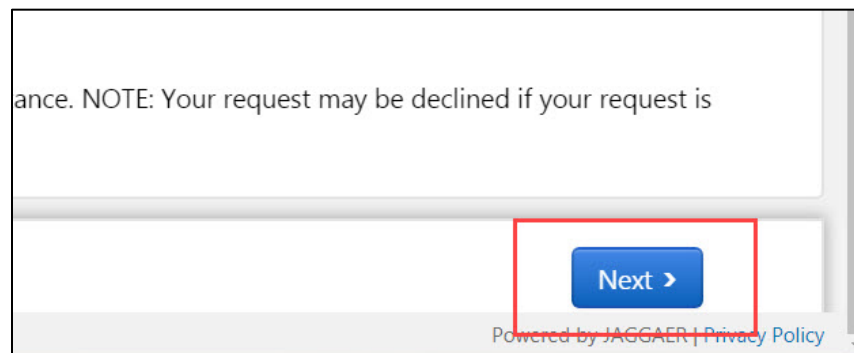 ance. NOTE: Your request may be declined if your request is
Next ›
Powered by JAGGAER | Privacy Policy